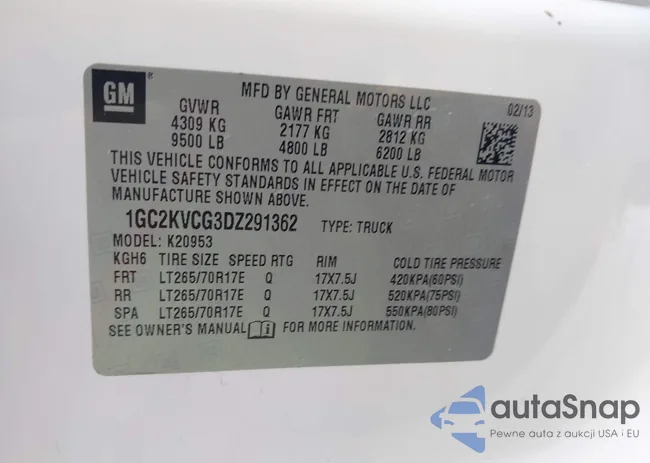 GM ®
MFD BY GENERAL MOTORS LLC
02/13
GVWR GAWR FRT GAWR RR
4309 KG 2177 KG 2812 KG
9500 LB 4800 LB 6200 LB
THIS VEHICLE CONFORMS TO ALL APPLICABLE U.S. FEDERAL MOTOR
VEHICLE SAFETY STANDARDS IN EFFECT ON THE DATE OF
MANUFACTURE SHOWN ABOVE.
1GC2KVCG3DZ291362 TYPE: TRUCK
MODEL: K20953
KGH6 TIRE SIZE SPEED RTG RIM COLD TIRE PRESSURE
FRT LT265/70R17E Q 17X7.5J 420KPA(60PSI)
RR LT265/70R17E Q 17X7.5J 520KPA(75PSI)
SPA LT265/70R17E Q 17X7.5J 550KPA(80PSI)
SEE OWNER'S MANUAL i FOR MORE INFORMATION.
autaSnap
Pewne auta z aukcji USA i EU